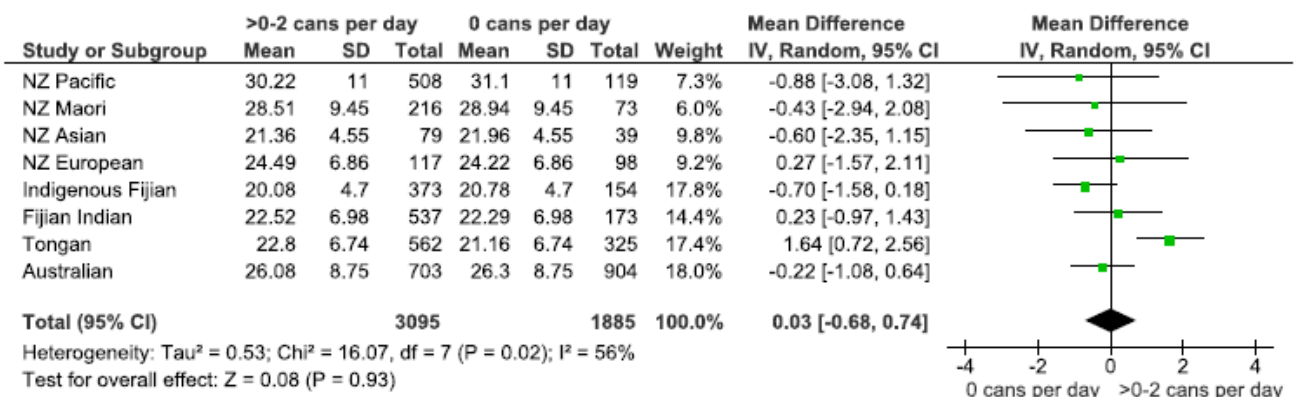 >0-2 cans per day 0 cans per day Mean Difference Mean Difference
Study or Subgroup Mean SD Total Mean SD Total Weight IV, Random, 95% CI IV, Random, 95% CI
NZ Pacific 30.22 11 508 31.1 11 119 7.3% -0.88 [-3.08, 1.32]
NZ Maori 28.51 9.45 216 28.94 9.45 73 6.0% -0.43 [-2.94, 2.08]
NZ Asian 21.36 4.55 79 21.96 4.55 39 9.8% -0.60 [-2.35, 1.15]
NZ European 24.49 6.86 117 24.22 6.86 98 9.2% 0.27 [-1.57, 2.11]
Indigenous Fijian 20.08 4.7 373 20.78 4.7 154 17.8% -0.70 [-1.58, 0.18]
Fijian Indian 22.52 6.98 537 22.29 6.98 173 14.4% 0.23 [-0.97, 1.43]
Tongan 22.8 6.74 562 21.16 6.74 325 17.4% 1.64 [0.72, 2.56]
Australian 26.08 8.75 703 26.3 8.75 904 18.0% -0.22 [-1.08, 0.64]
Total (95% CI) 3095 1885 100.0% 0.03 [-0.68, 0.74]
Heterogeneity: Tau² = 0.53; Chi² = 16.07, df = 7 (P = 0.02); I² = 56%
Test for overall effect: Z = 0.08 (P = 0.93)
-4 -2 0 2 4
0 cans per day >0-2 cans per day